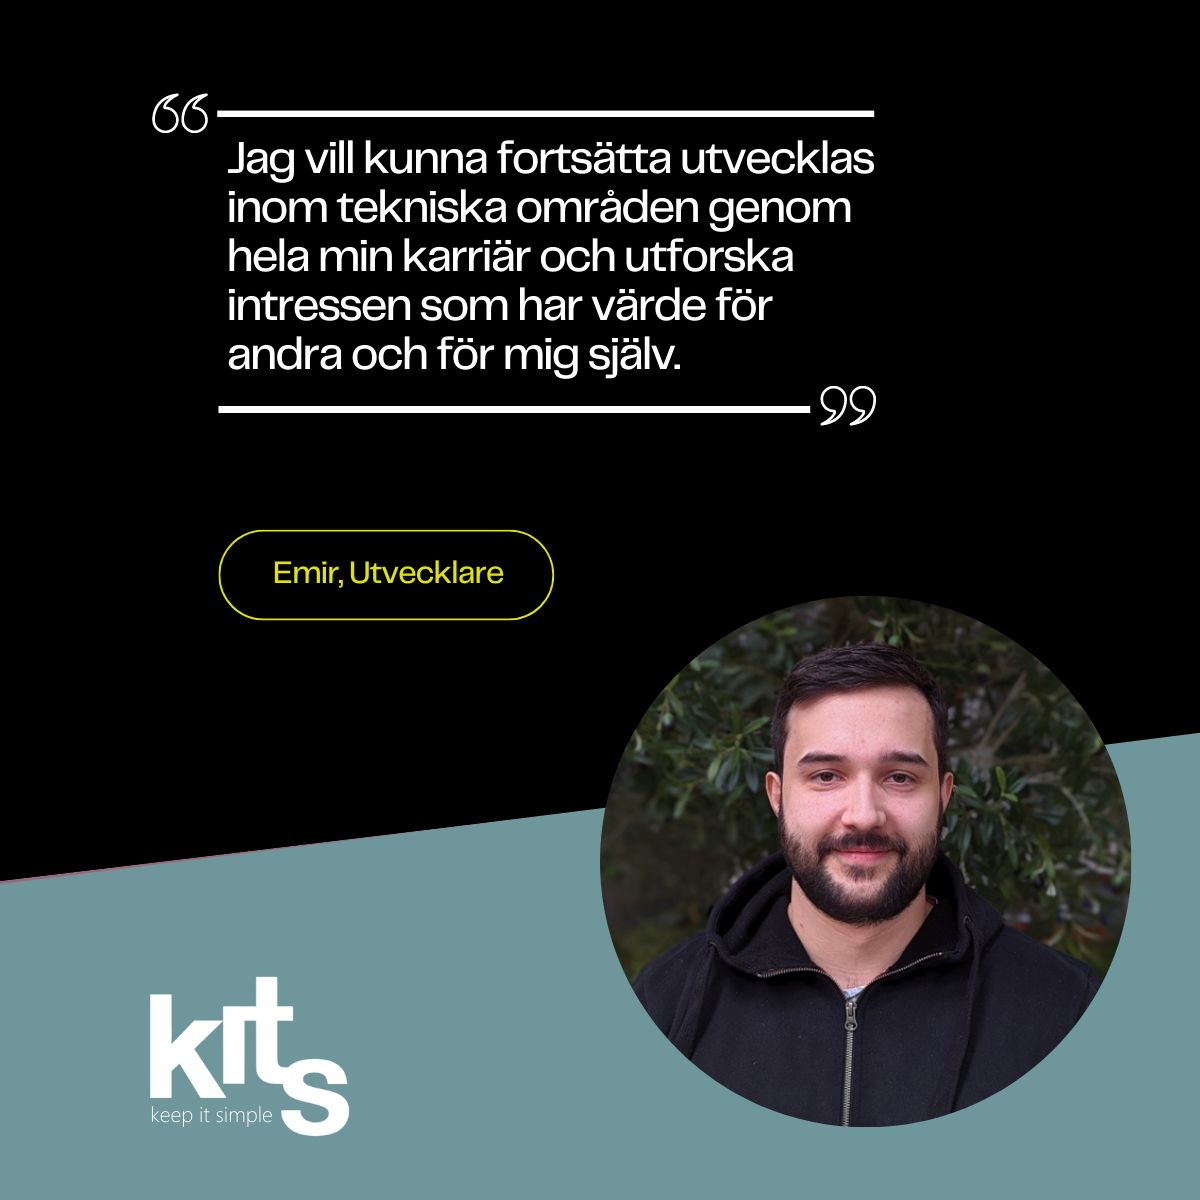 Jag vill kunna fortsätta utvecklas
inom tekniska områden genom
hela min karriär och utforska
intressen som har värde för
andra och för mig själv.
Emir, Utvecklare
kits
keep it simple